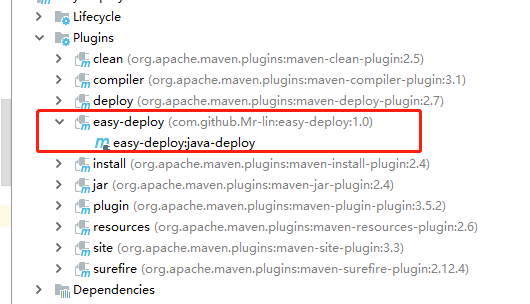 Lifecycle
Plugins
clean (org.apache.maven.plugins:maven-clean-plugin:2.5)
compiler (org.apache.maven.plugins:maven-compiler-plugin:3.1)
deploy (org.apache.maven.plugins:maven-deploy-plugin:2.7)
easy-deploy (com.github.Mr-lin:easy-deploy:1.0)
easy-deploy:java-deploy
install (org.apache.maven.plugins:maven-install-plugin:2.4)
jar (org.apache.maven.plugins:maven-jar-plugin:2.4)
plugin (org.apache.maven.plugins:maven-plugin-plugin:3.5.2)
resources (org.apache.maven.plugins:maven-resources-plugin:2.6)
site (org.apache.maven.plugins:maven-site-plugin:3.3)
surefire (org.apache.maven.plugins:maven-surefire-plugin:2.12.4)
Dependencies